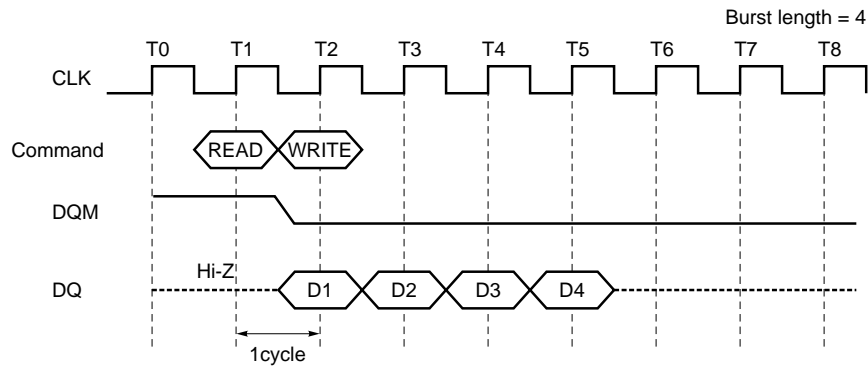 Burst length = 4
T0 T1 T2 T3 T4 T5 T6 T7 T8
CLK
Command READ WRITE
DQM
Hi-Z
DQ D1 D2 D3 D4
1cycle